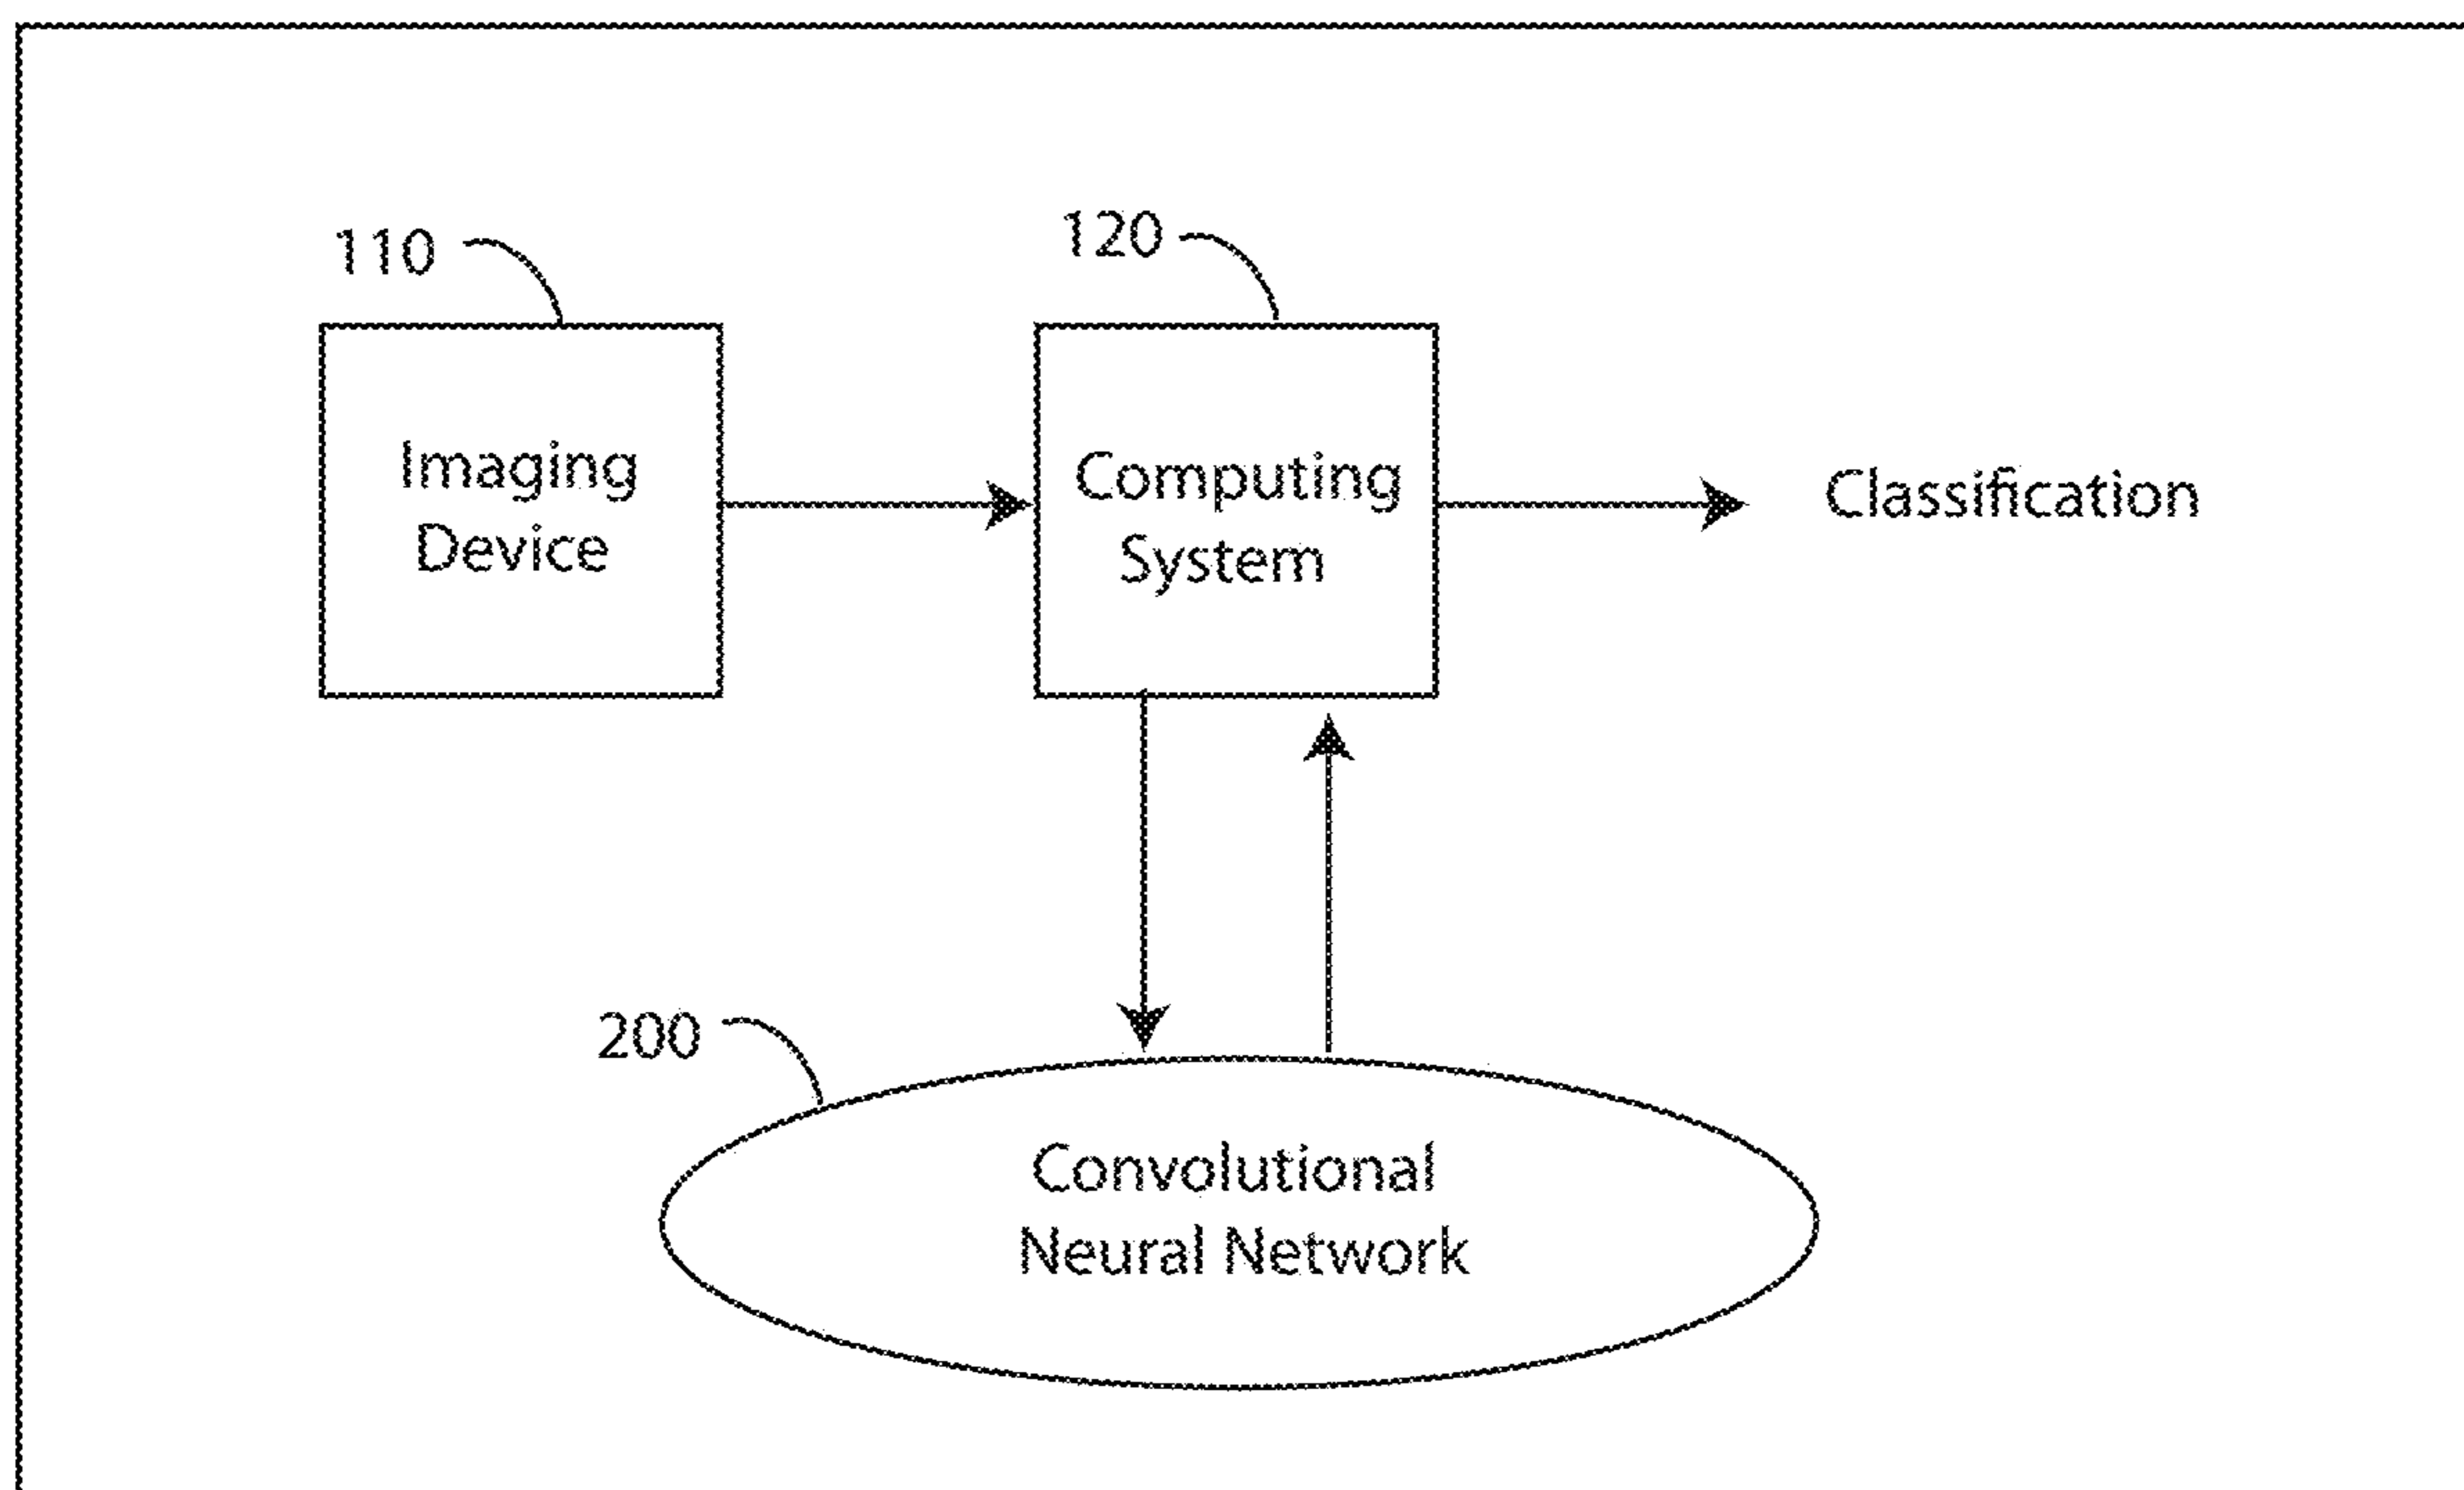 110
120
Imaging
Device
Computing
System
Classification
200
Convolutional
Neural Network